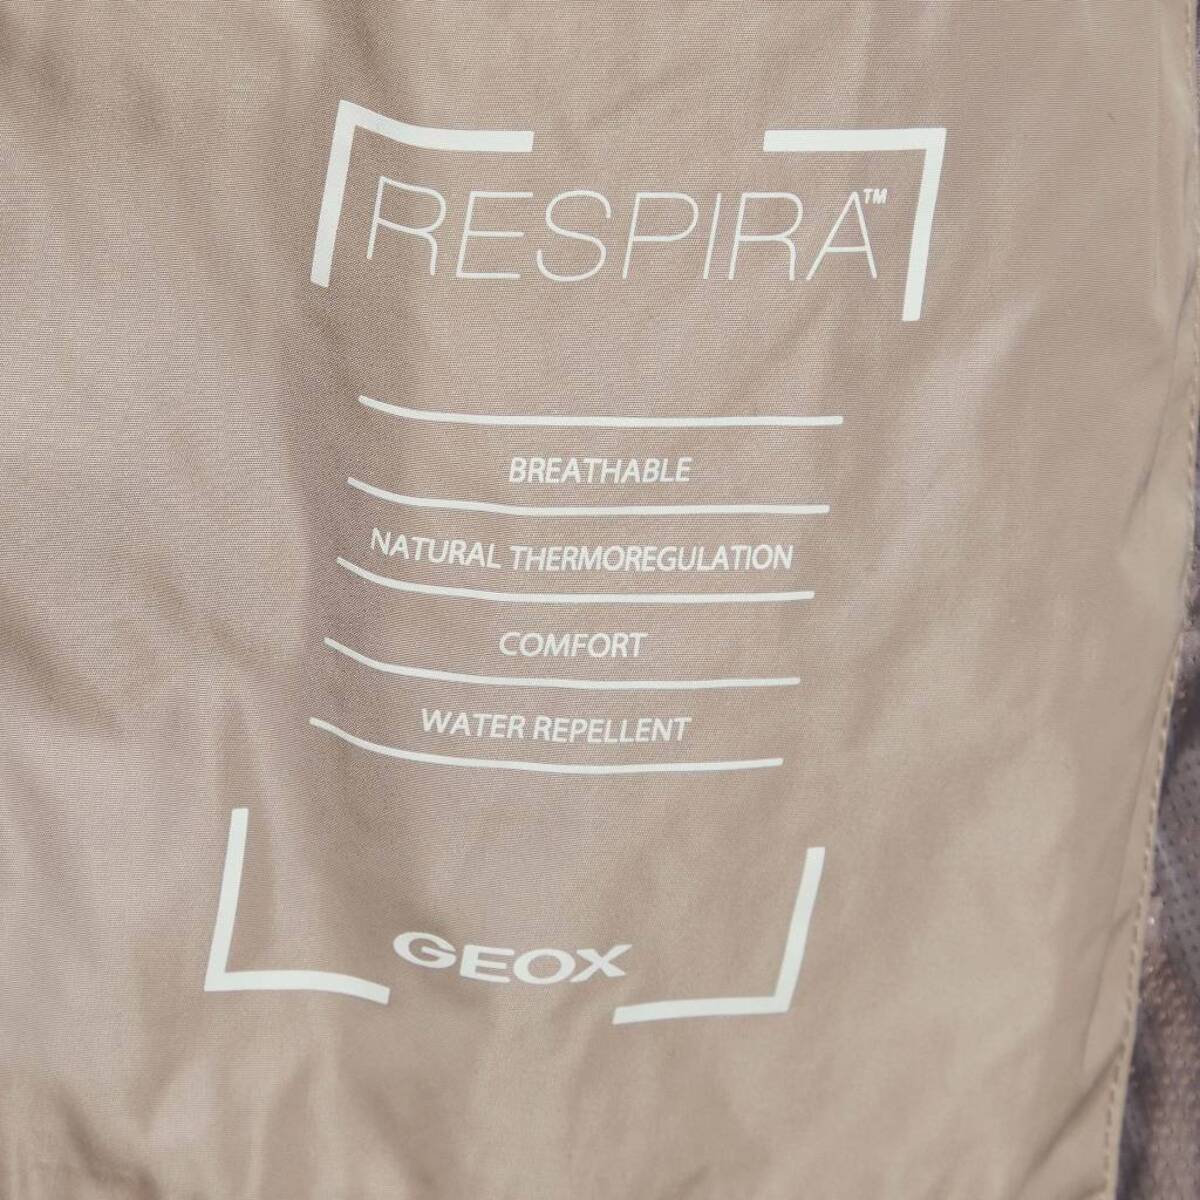 RESPIRA™
BREATHABLE
NATURAL THERMOREGULATION
COMFORT
WATER REPELLENT
GEOX